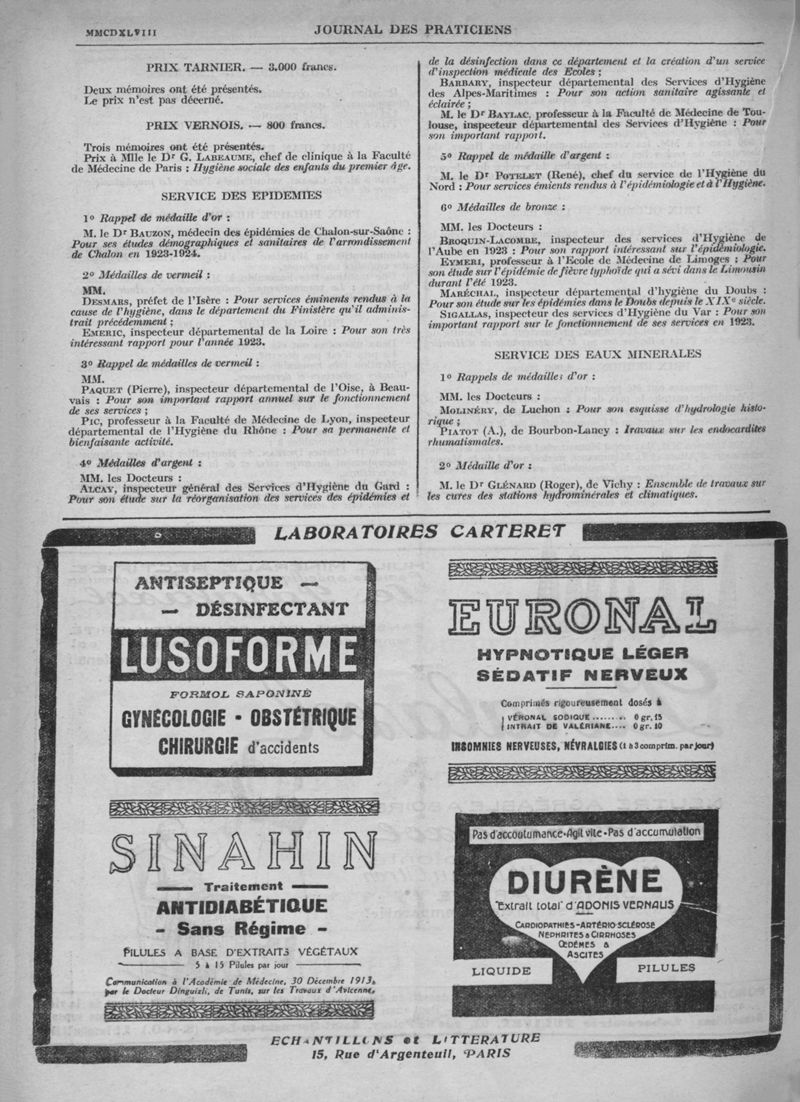 MMCDXLVIII
JOURNAL DES PRATICIENS
PRIX TARNIER. — 3.000 francs.
Deux mémoires ont été présentés.
Le prix n'est pas décerné.
PRIX VERNOIS. — 800 francs.
Trois mémoires ont été présentés.
Prix à Mlle le Dr G. LABEAUME, chef de clinique à la Faculté
de Médecine de Paris : Hygiène sociale des enfants du premier âge.
SERVICE DES EPIDEMIES
1º Rappel de médaille d'or :
M. le Dr BAUZON, médecin des épidémies de Chalon-sur-Saône :
Pour ses études démographiques et sanitaires de l'arrondissement
de Chalon en 1923-1924.
2º Médailles de vermeil :
MM.
DESMARS, préfet de l'Isère : Pour services éminents rendus à la
cause de l'hygiène, dans le département du Finistère qu'il adminis-
trait précédemment ;
EMERIC, inspecteur départemental de la Loire : Pour son très
intéressant rapport pour l'année 1923.
3º Rappel de médailles de vermeil :
MM.
PAQUET (Pierre), inspecteur départemental de l'Oise, à Beau-
vais : Pour son important rapport annuel sur le fonctionnement
de ses services ;
PIC, professeur à la Faculté de Médecine de Lyon, inspecteur
départemental de l'Hygiène du Rhône : Pour sa permanente et
bienfaisante activité.
4º Médailles d'argent :
MM. les Docteurs :
ALCAY, inspecteur général des Services d'Hygiène du Gard :
Pour son étude sur la réorganisation des services des épidémies et
de la désinfection dans ce département et la création d'un service
d'inspection médicale des Ecoles ;
BARBARY, inspecteur départemental des Services d'Hygiène
des Alpes-Maritimes : Pour son action sanitaire agissante et
éclairée ;
M. le Dr BAYLAC, professeur à la Faculté de Médecine de Tou-
louse, inspecteur départemental des Services d'Hygiène : Pour
son important rapport.
5º Rappel de médaille d'argent :
M. le Dr POTELET (René), chef du service de l'Hygiène du
Nord : Pour services émients rendus à l'épidémiologie et à l'Hygiène.
6º Médailles de bronze :
MM. les Docteurs :
BROQUIN-LACOMBE, inspecteur des services d'Hygiène de
l'Aube en 1923 : Pour son rapport intéressant sur l'épidémiologie.
EYMERI, professeur à l'Ecole de Médecine de Limoges : Pour
son étude sur l'épidémie de fièvre typhoïde qui a sévi dans le Limousin
durant l'été 1923.
MARÉCHAL, inspecteur départemental d'hygiène du Doubs :
Pour son étude sur les épidémies dans le Doubs depuis le XIXe siècle.
SIGALLAS, inspecteur des services d'Hygiène du Var : Pour son
important rapport sur le fonctionnement de ses services en 1923.
SERVICE DES EAUX MINERALES
1º Rappels de médailles d'or :
MM. les Docteurs :
MOLINÉRY, de Luchon : Pour son esquisse d'hydrologie histo-
rique ;
PIATOT (A.), de Bourbon-Lancy : Travaux sur les endocardites
rhumatismales.
2º Médaille d'or :
M. le Dr GLÉNARD (Roger), de Vichy : Ensemble de travaux sur
les cures des stations hydrominérales et climatiques.
LABORATOIRES CARTERET
ANTISEPTIQUE —
— DÉSINFECTANT
LUSOFORME
FORMOL SAPONINÉ
GYNÉCOLOGIE - OBSTÉTRIQUE
CHIRURGIE d'accidents
SINAHIN
Traitement
ANTIDIABÉTIQUE
- Sans Régime -
PILULES A BASE D'EXTRAITS VÉGÉTAUX
5 à 15 Pilules par jour
Communication à l'Académie de Médecine, 30 Décembre 1913,
par le Docteur Dinguizli, de Tunis, sur les Travaux d'Avicenne.
EURONAL
HYPNOTIQUE LÉGER
SÉDATIF NERVEUX
Comprimés rigoureusement dosés à
VÉRONAL SODIQUE ........ 0 gr. 15
INTRAIT DE VALÉRIANE.... 0 gr. 10
INSOMNIES NERVEUSES, NÉVRALGIES (1 à 3 comprim. par jour)
Pas d'accoutumance - Agit vite - Pas d'accumulation
DIURÈNE
"Extrait total" d'ADONIS VERNALIS
CARDIOPATHIES - ARTÉRIO-SCLÉROSE
NÉPHRITES & CIRRHOSES
ŒDÈMES &
ASCITES
LIQUIDE
PILULES
ECHANTILLONS et LITTERATURE
15, Rue d'Argenteuil, PARIS